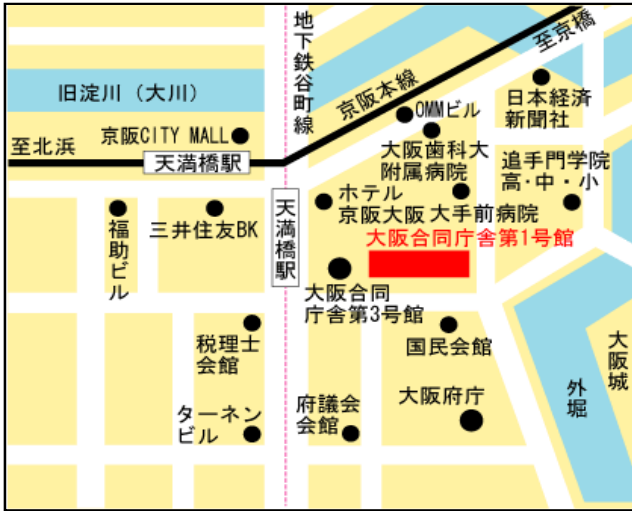 地下鉄谷町線
至京橋
京阪本線
旧淀川（大川）
日本経済
新聞社
OMMビル
京阪CITY MALL
至北浜
天満橋駅
大阪歯科大
附属病院
追手門学院
高・中・小
ホテル
京阪大阪
大手前病院
福助ビル
三井住友BK
天満橋駅
大阪合同庁舎第1号館
大阪合同
庁舎第3号館
税理士
会館
国民会館
大阪城
外堀
ターネン
ビル
府議会
会館
大阪府庁